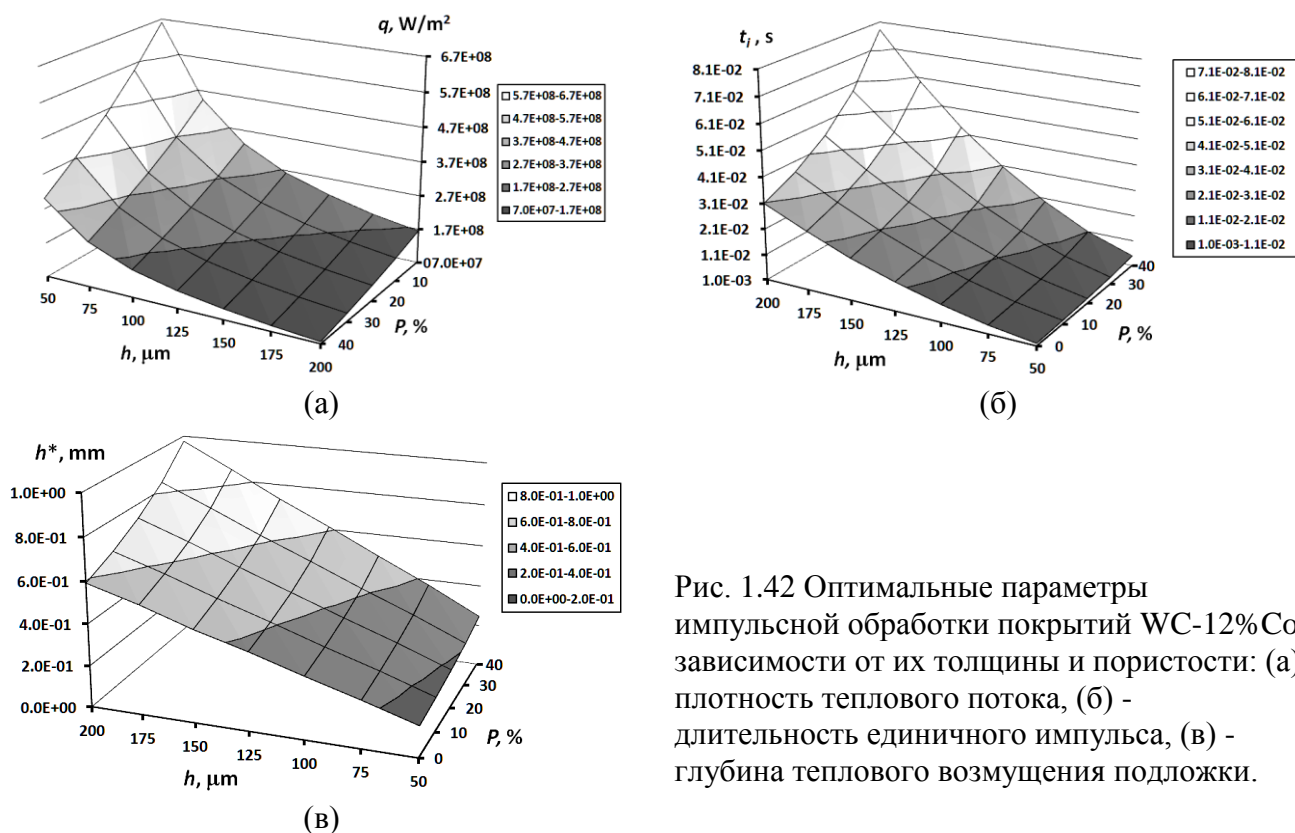 q, W/m²
6.7E+08
5.7E+08
4.7E+08
3.7E+08
2.7E+08
1.7E+08
07.0E+07
10
20
30
40
P, %
50
75
100
125
150
175
200
h, µm
5.7E+08-6.7E+08
4.7E+08-5.7E+08
3.7E+08-4.7E+08
2.7E+08-3.7E+08
1.7E+08-2.7E+08
7.0E+07-1.7E+08
(а)
tᵢ, s
8.1E-02
7.1E-02
6.1E-02
5.1E-02
4.1E-02
3.1E-02
2.1E-02
1.1E-02
1.0E-03
200
175
150
125
100
75
50
h, µm
40
30
20
10
0
P, %
7.1E-02-8.1E-02
6.1E-02-7.1E-02
5.1E-02-6.1E-02
4.1E-02-5.1E-02
3.1E-02-4.1E-02
2.1E-02-3.1E-02
1.1E-02-2.1E-02
1.0E-03-1.1E-02
(б)
h*, mm
1.0E+00
8.0E-01
6.0E-01
4.0E-01
2.0E-01
0.0E+00
200
175
150
125
100
75
50
h, µm
40
30
20
10
0
P, %
8.0E-01-1.0E+00
6.0E-01-8.0E-01
4.0E-01-6.0E-01
2.0E-01-4.0E-01
0.0E+00-2.0E-01
(в)
Рис. 1.42 Оптимальные параметры
импульсной обработки покрытий WC-12%Co
зависимости от их толщины и пористости: (а)
плотность теплового потока, (б) -
длительность единичного импульса, (в) -
глубина теплового возмущения подложки.